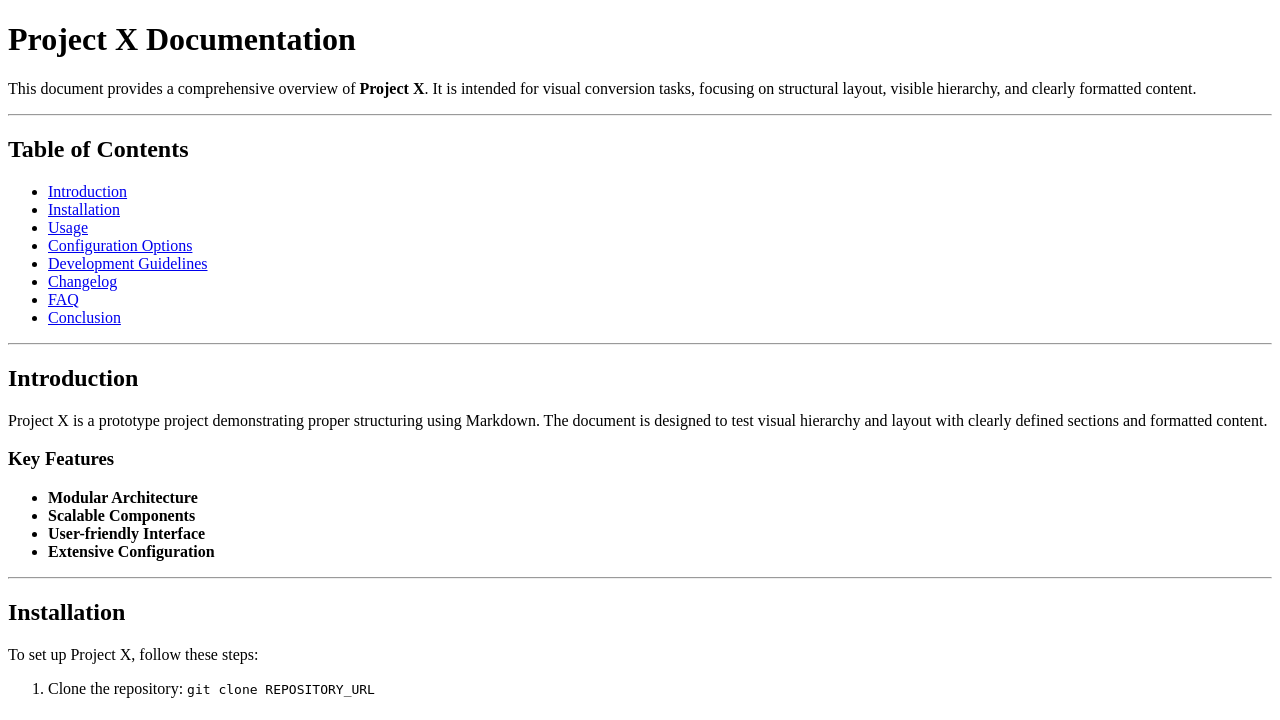 Project X Documentation
This document provides a comprehensive overview of Project X. It is intended for visual conversion tasks, focusing on structural layout, visible hierarchy, and clearly formatted content.
Table of Contents
Introduction
Installation
Usage
Configuration Options
Development Guidelines
Changelog
FAQ
Conclusion
Introduction
Project X is a prototype project demonstrating proper structuring using Markdown. The document is designed to test visual hierarchy and layout with clearly defined sections and formatted content.
Key Features
Modular Architecture
Scalable Components
User-friendly Interface
Extensive Configuration
Installation
To set up Project X, follow these steps:
1. Clone the repository: git clone REPOSITORY_URL